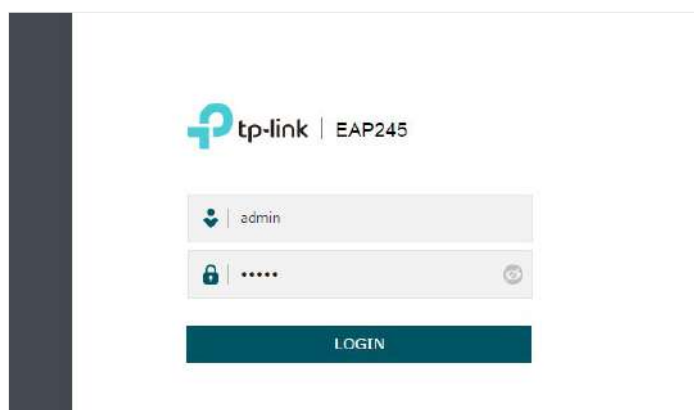 tp-link | EAP245
admin
•••••
LOGIN